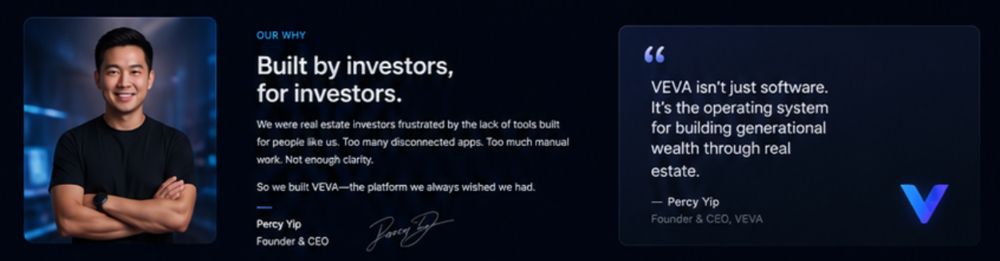 OUR WHY
Built by investors,
for investors.
We were real estate investors frustrated by the lack of tools built
for people like us. Too many disconnected apps. Too much manual
work. Not enough clarity.
So we built VEVA—the platform we always wished we had.
Percy Yip
Founder & CEO
Percy Yip
“
VEVA isn't just software.
It's the operating system
for building generational
wealth through real
estate.
— Percy Yip
Founder & CEO, VEVA
V